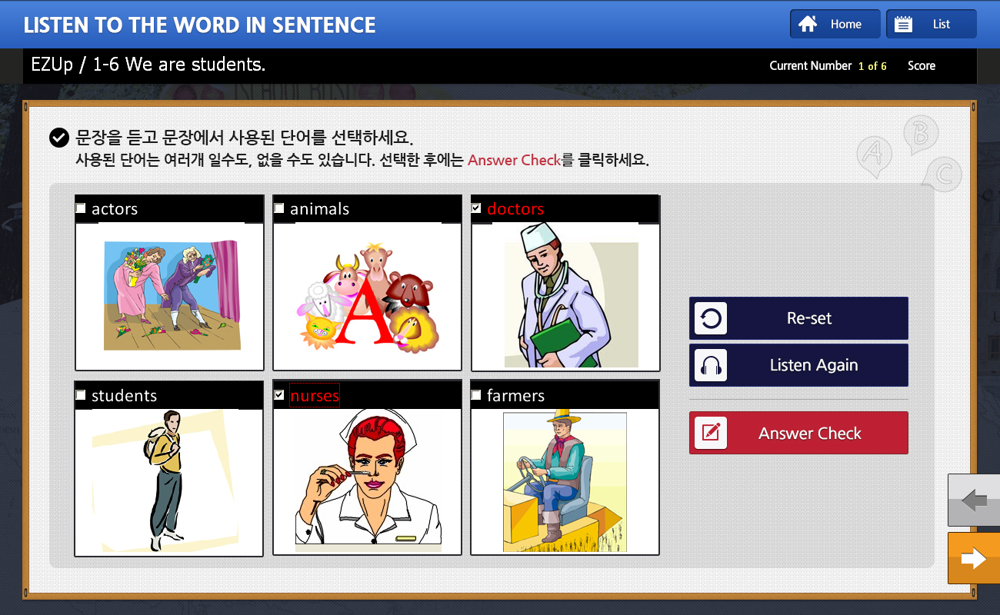 LISTEN TO THE WORD IN SENTENCE
Home
List
EZUp / 1-6 We are students.
Current Number 1 of 6 Score
문장을 듣고 문장에서 사용된 단어를 선택하세요.
사용된 단어는 여러개 일수도, 없을 수도 있습니다. 선택한 후에는 Answer Check를 클릭하세요.
A
B
C
actors
animals
doctors
A
students
nurses
farmers
Re-set
Listen Again
Answer Check